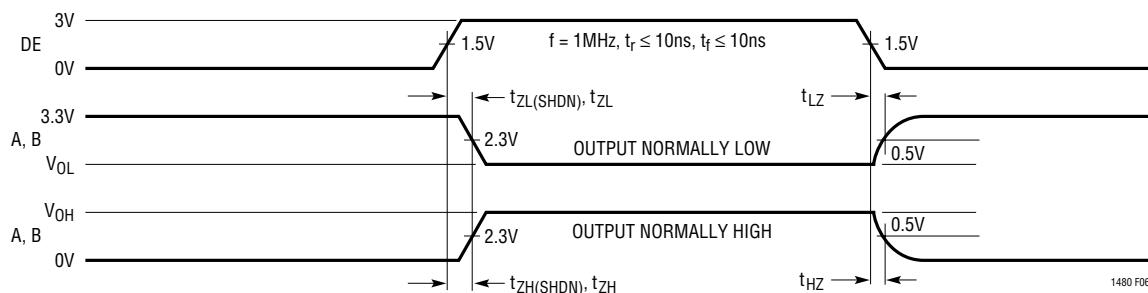 3V
DE
0V
1.5V
f = 1MHz, tr ≤ 10ns, tf ≤ 10ns
1.5V
tZL(SHDN), tZL
tLZ
3.3V
A, B
VOL
2.3V
OUTPUT NORMALLY LOW
0.5V
VOH
A, B
0V
2.3V
OUTPUT NORMALLY HIGH
0.5V
tZH(SHDN), tZH
tHZ